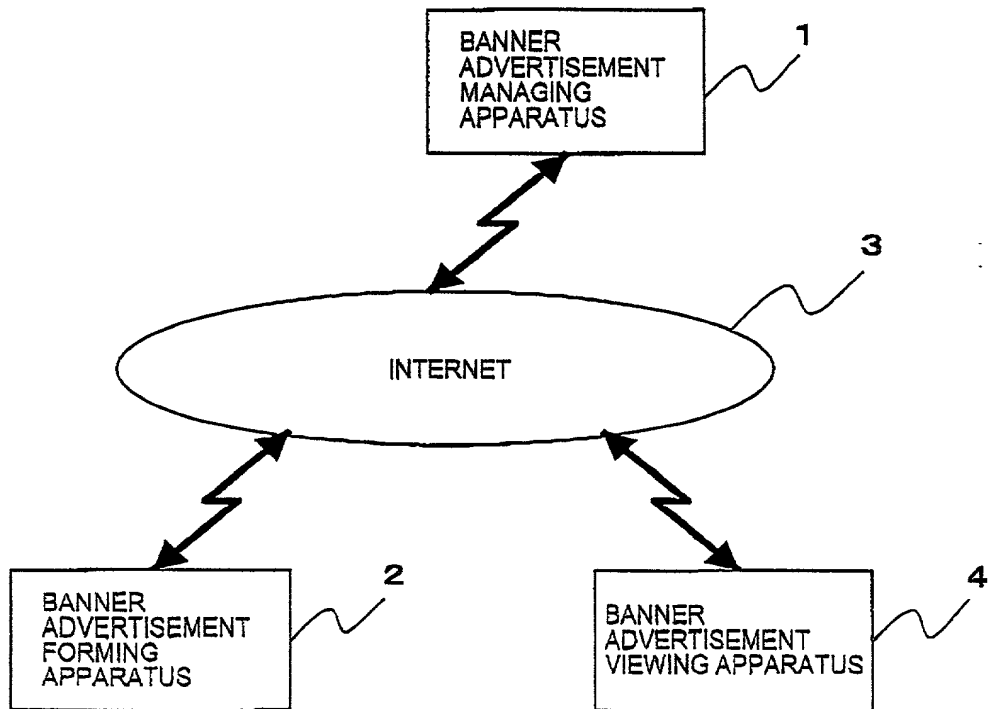 BANNER
ADVERTISEMENT
MANAGING
APPARATUS
1
3
INTERNET
2
BANNER
ADVERTISEMENT
FORMING
APPARATUS
4
BANNER
ADVERTISEMENT
VIEWING APPARATUS